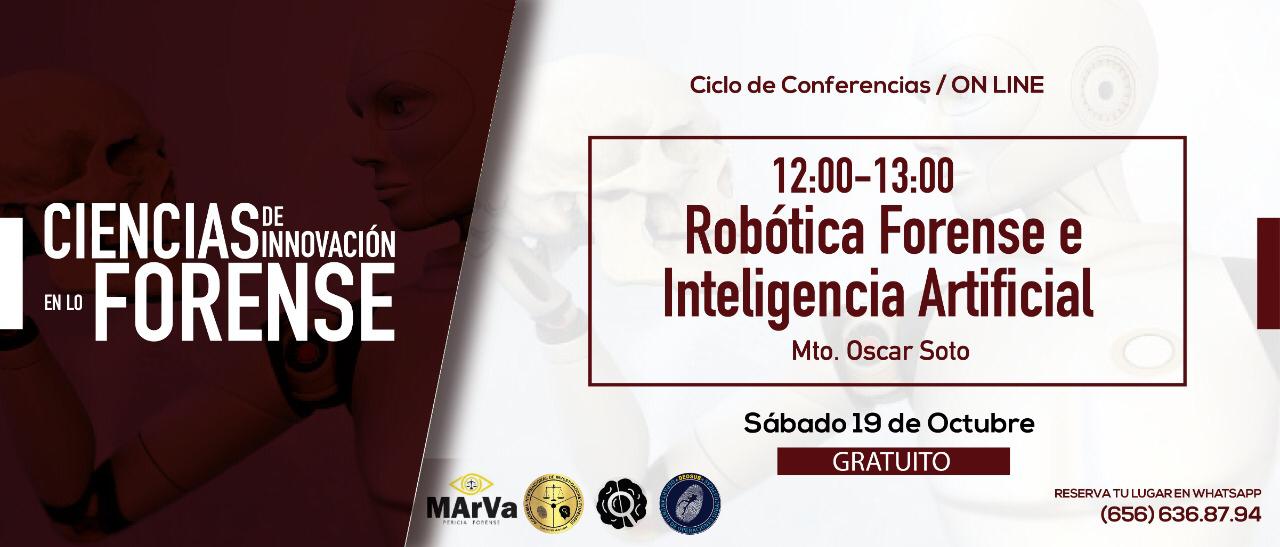 CIENCIAS DE INNOVACIÓN
EN LO FORENSE
Ciclo de Conferencias / ON LINE
12:00-13:00
Robótica Forense e
Inteligencia Artificial
Mto. Oscar Soto
Sábado 19 de Octubre
GRATUITO
MArVa
PERICIA FORENSE
RESERVA TU LUGAR EN WHATSAPP
(656) 636.87.94